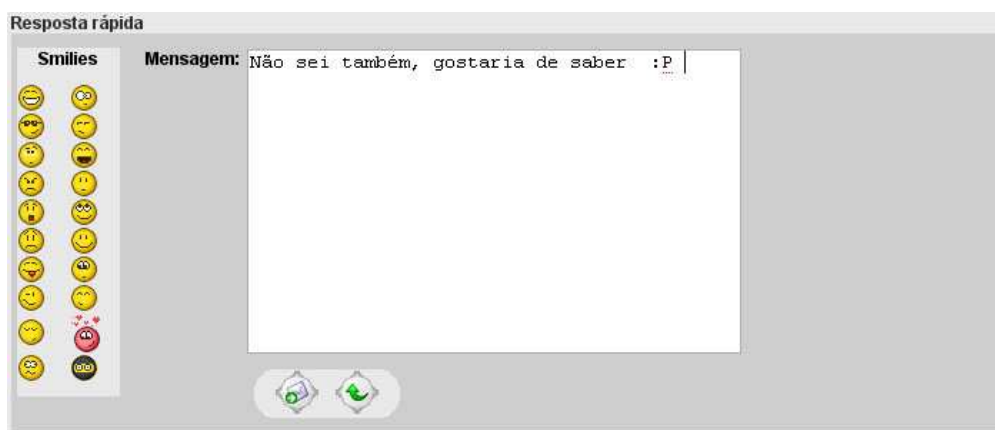 Resposta rápida
Smilies
Mensagem: Não sei também, gostaria de saber :P